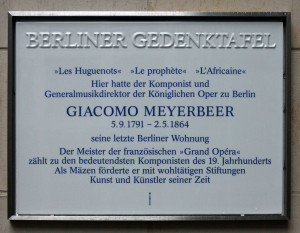 BERLINER GEDENKTAFEL
»Les Huguenots« »Le prophète« »L'Africaine«
Hier hatte der Komponist und
Generalmusikdirektor der Königlichen Oper zu Berlin
GIACOMO MEYERBEER
5.9.1791 – 2.5.1864
seine letzte Berliner Wohnung
Der Meister der französischen »Grand Opéra«
zählt zu den bedeutendsten Komponisten des 19. Jahrhunderts
Als Mäzen förderte er mit wohltätigen Stiftungen
Kunst und Künstler seiner Zeit